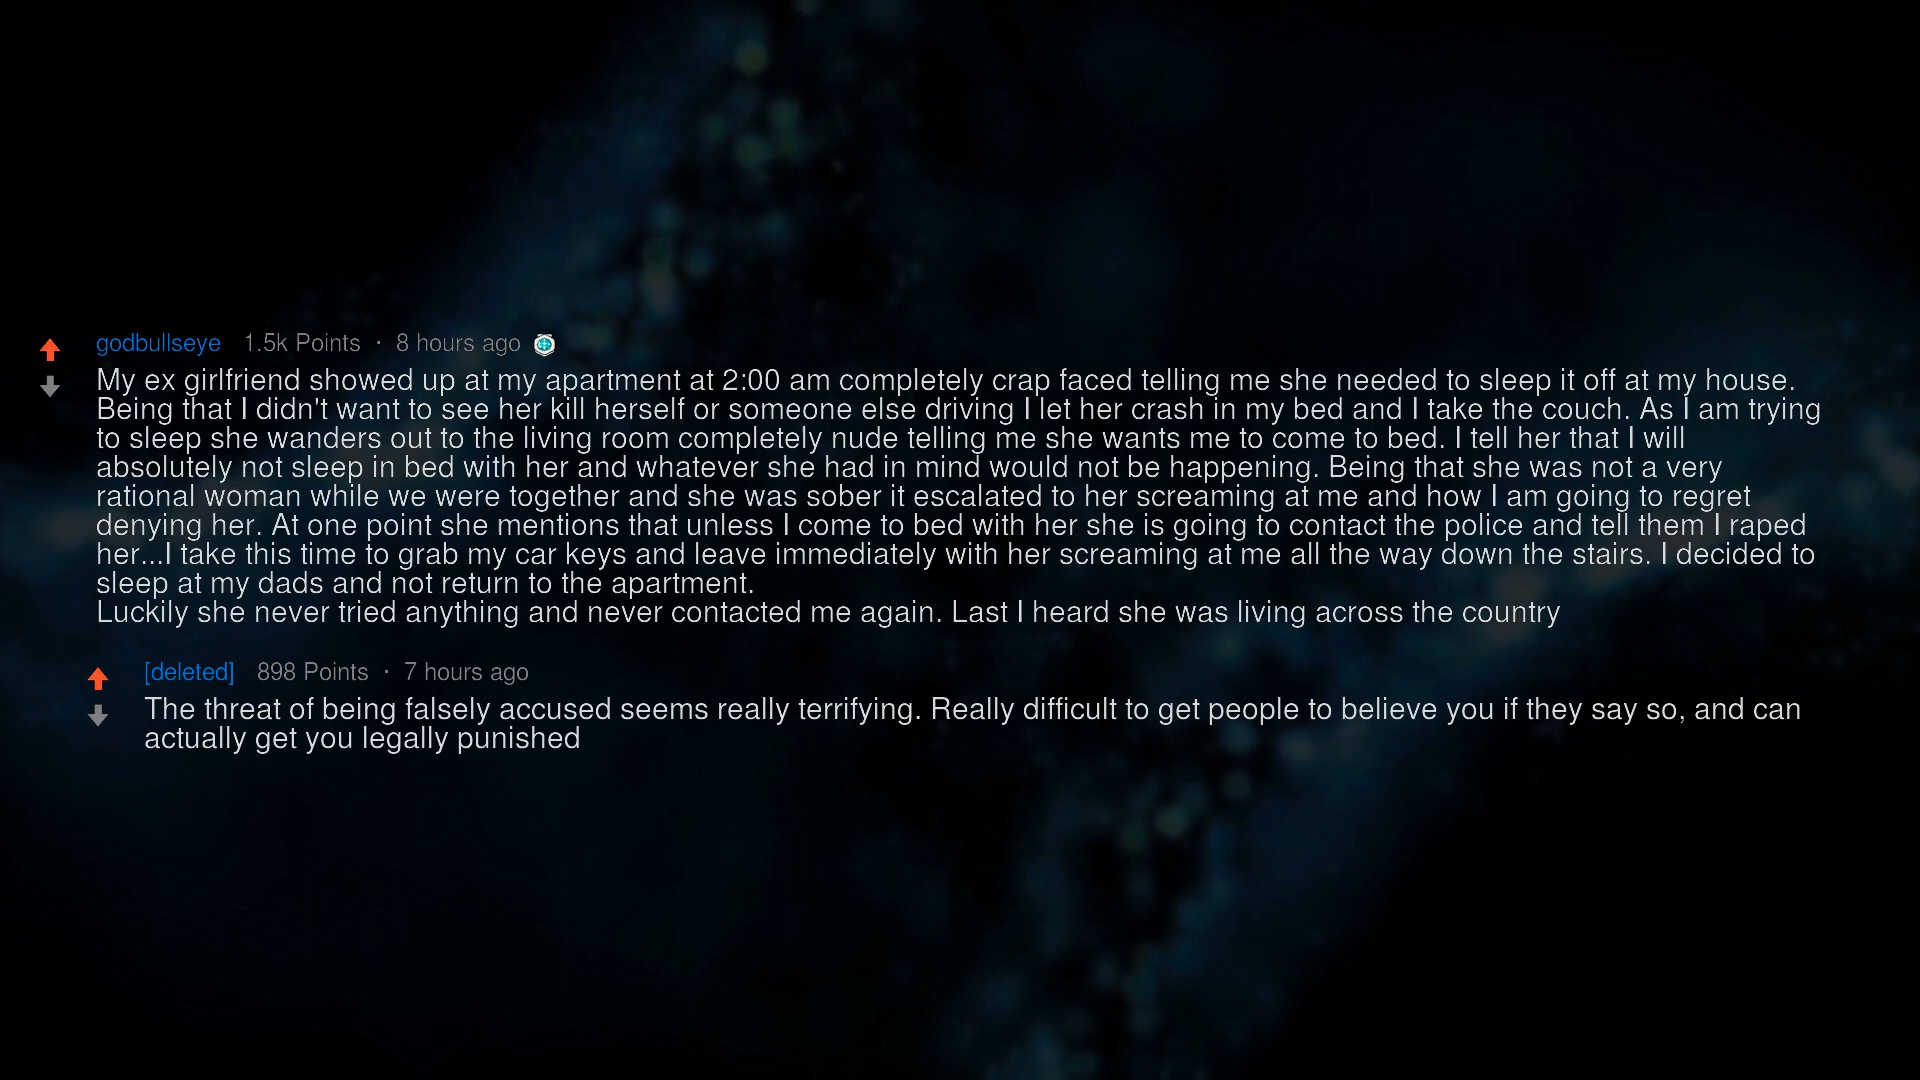 godbullseye 1.5k Points · 8 hours ago
My ex girlfriend showed up at my apartment at 2:00 am completely crap faced telling me she needed to sleep it off at my house.
Being that I didn't want to see her kill herself or someone else driving I let her crash in my bed and I take the couch. As I am trying
to sleep she wanders out to the living room completely nude telling me she wants me to come to bed. I tell her that I will
absolutely not sleep in bed with her and whatever she had in mind would not be happening. Being that she was not a very
rational woman while we were together and she was sober it escalated to her screaming at me and how I am going to regret
denying her. At one point she mentions that unless I come to bed with her she is going to contact the police and tell them I raped
her...I take this time to grab my car keys and leave immediately with her screaming at me all the way down the stairs. I decided to
sleep at my dads and not return to the apartment.
Luckily she never tried anything and never contacted me again. Last I heard she was living across the country
[deleted] 898 Points · 7 hours ago
The threat of being falsely accused seems really terrifying. Really difficult to get people to believe you if they say so, and can
actually get you legally punished